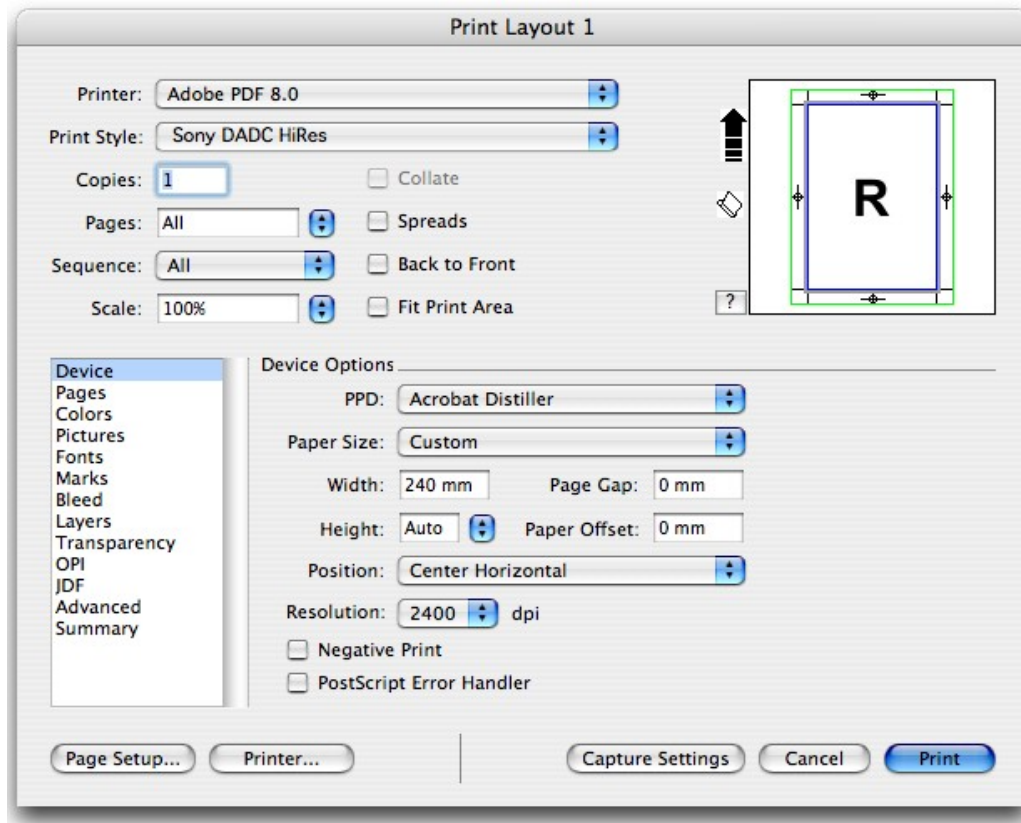 Print Layout 1
Printer: Adobe PDF 8.0
Print Style: Sony DADC HiRes
Copies: 1 Collate
Pages: All Spreads
Sequence: All Back to Front
Scale: 100% Fit Print Area
R
?
Device
Pages
Colors
Pictures
Fonts
Marks
Bleed
Layers
Transparency
OPI
JDF
Advanced
Summary
Device Options
PPD: Acrobat Distiller
Paper Size: Custom
Width: 240 mm Page Gap: 0 mm
Height: Auto Paper Offset: 0 mm
Position: Center Horizontal
Resolution: 2400 dpi
Negative Print
PostScript Error Handler
Page Setup... Printer... Capture Settings Cancel Print